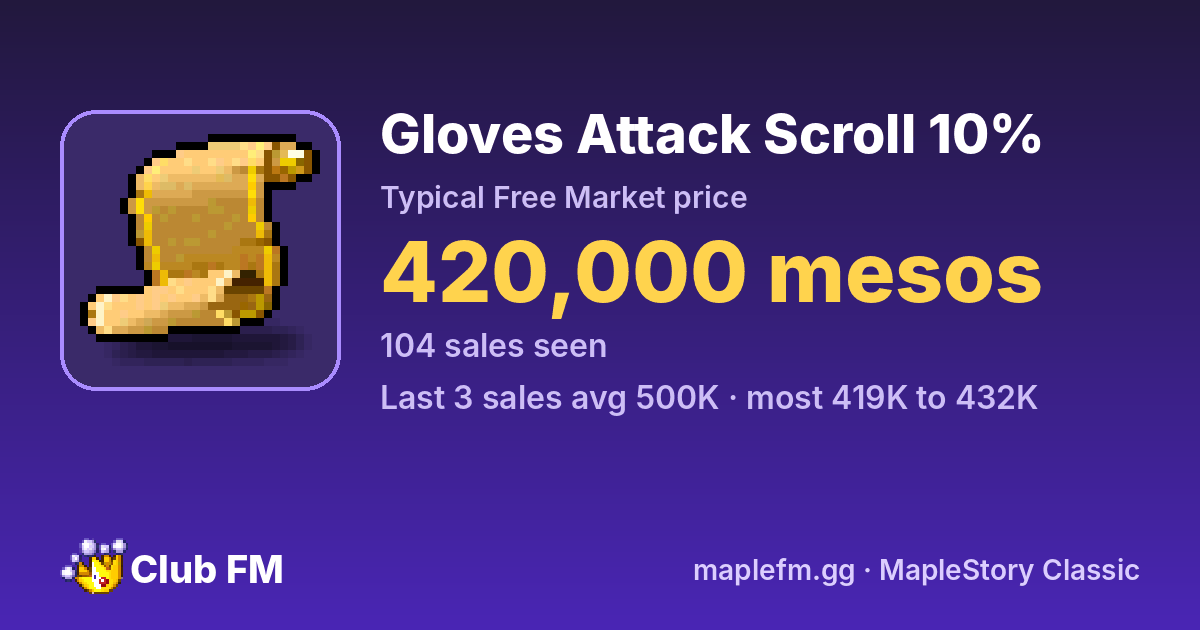 Gloves Attack Scroll 10%
Typical Free Market price
420,000 mesos
104 sales seen
Last 3 sales avg 500K · most 419K to 432K
Club FM
maplefm.gg · MapleStory Classic